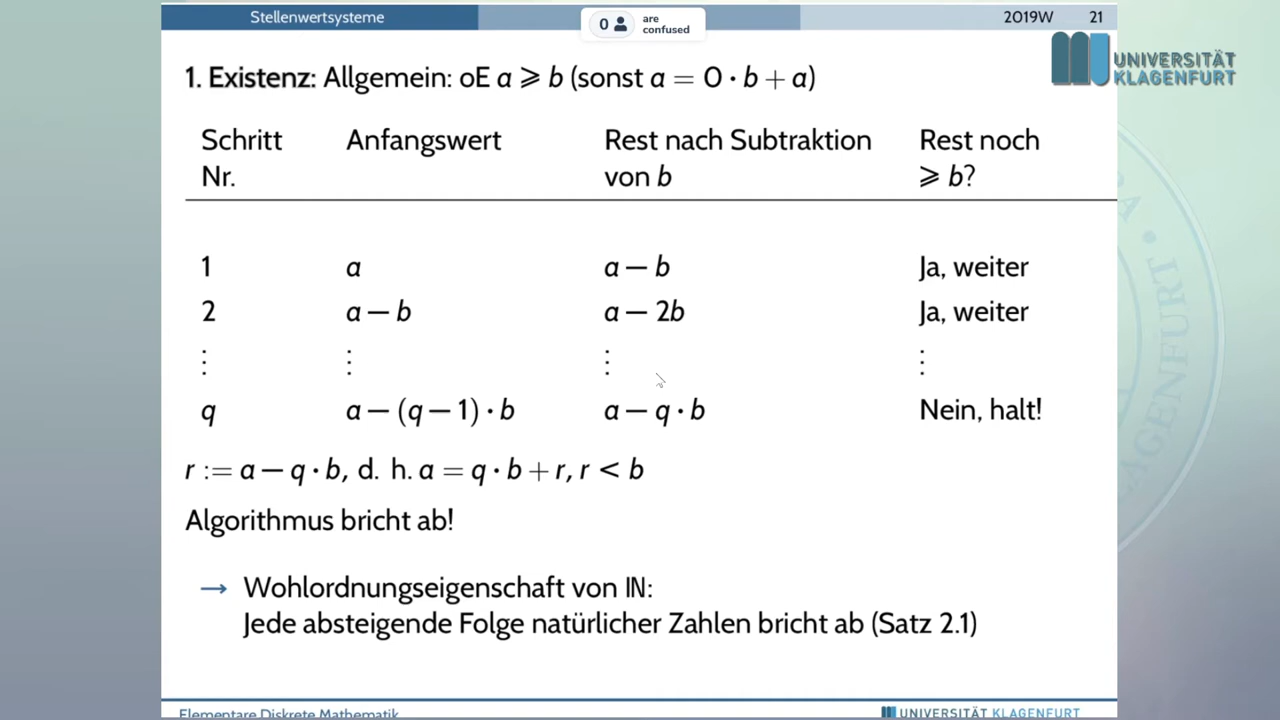 Stellenwertsysteme
0 are confused
2019W 21
UNIVERSITÄT
KLAGENFURT
1. Existenz: Allgemein: oE a ⩾ b (sonst a = 0 · b + a)
Schritt Nr. Anfangswert Rest nach Subtraktion von b Rest noch ⩾ b?
1 a a − b Ja, weiter
2 a − b a − 2b Ja, weiter
⋮ ⋮ ⋮ ⋮
q a − (q − 1) · b a − q · b Nein, halt!
r := a − q · b, d. h. a = q · b + r, r < b
Algorithmus bricht ab!
→ Wohlordnungseigenschaft von ℕ:
Jede absteigende Folge natürlicher Zahlen bricht ab (Satz 2.1)
Elementare Diskrete Mathematik
UNIVERSITÄT KLAGENFURT
KLAGENFURT